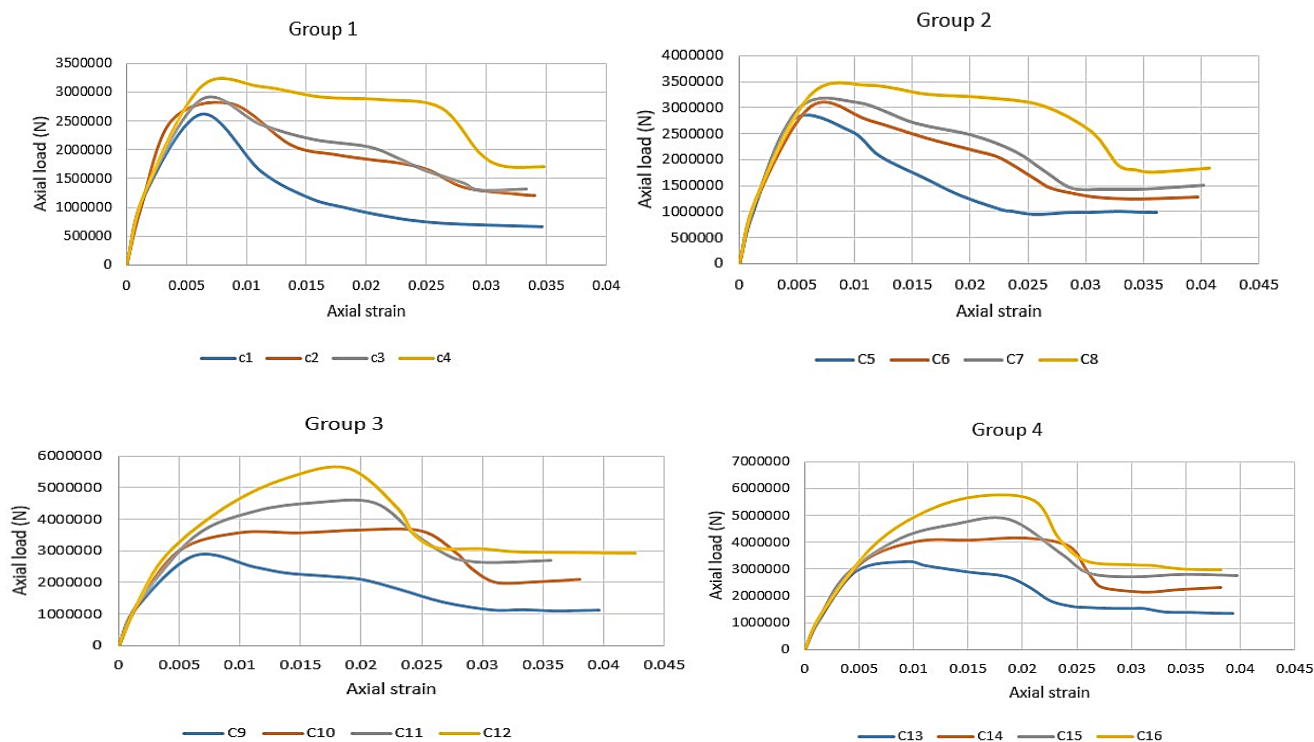 Group 1
Axial load (N)
3500000
3000000
2500000
2000000
1500000
1000000
500000
0
0 0.005 0.01 0.015 0.02 0.025 0.03 0.035 0.04
Axial strain
c1 c2 c3 c4
Group 2
Axial load (N)
4000000
3500000
3000000
2500000
2000000
1500000
1000000
500000
0
0 0.005 0.01 0.015 0.02 0.025 0.03 0.035 0.04 0.045
Axial strain
C5 C6 C7 C8
Group 3
Axial load (N)
6000000
5000000
4000000
3000000
2000000
1000000
0
0 0.005 0.01 0.015 0.02 0.025 0.03 0.035 0.04 0.045
Axial strain
C9 C10 C11 C12
Group 4
Axial load (N)
7000000
6000000
5000000
4000000
3000000
2000000
1000000
0
0 0.005 0.01 0.015 0.02 0.025 0.03 0.035 0.04 0.045
Axial strain
C13 C14 C15 C16